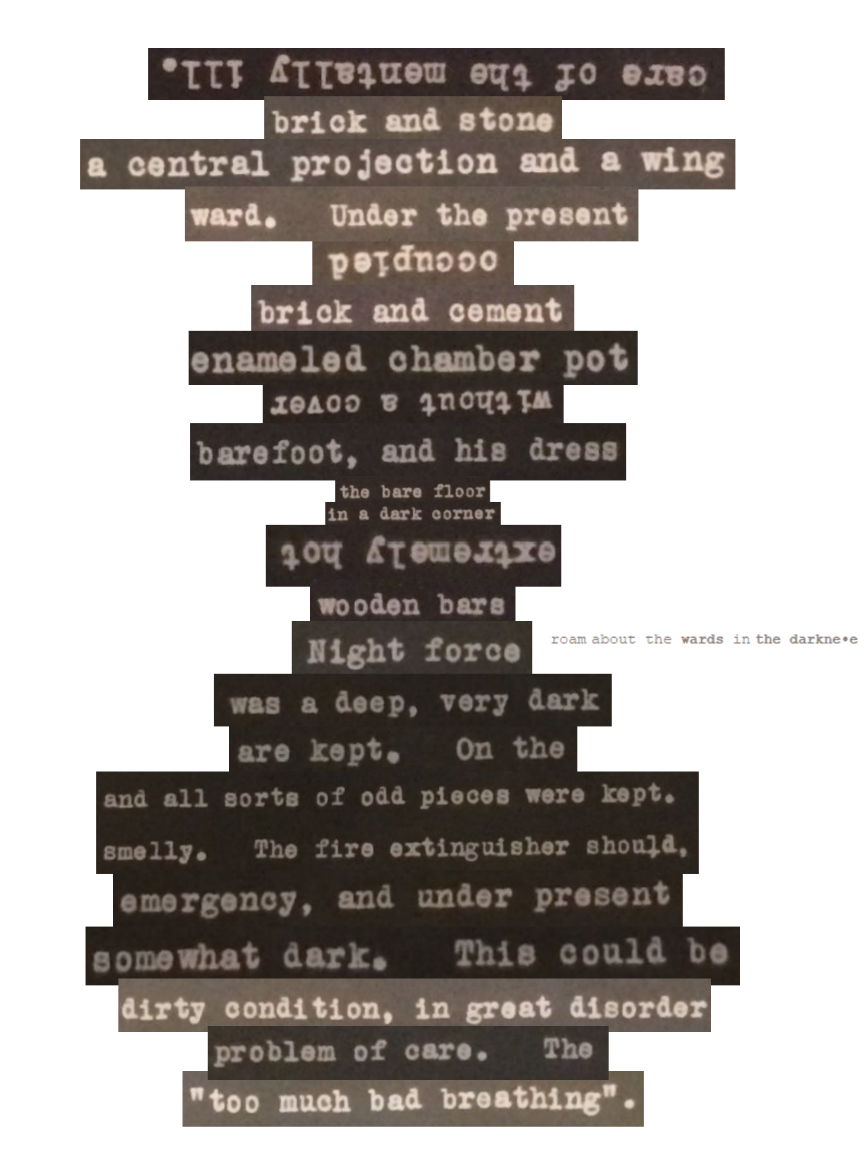 care of the mentally ill.
brick and stone
a central projection and a wing
ward. Under the present
occupied
brick and cement
enameled chamber pot
without a cover
barefoot, and his dress
the bare floor
in a dark corner
extremely hot
wooden bars
Night force
roam about the wards in the darkne•e
was a deep, very dark
are kept. On the
and all sorts of odd pieces were kept.
smelly. The fire extinguisher should,
emergency, and under present
somewhat dark. This could be
dirty condition, in great disorder
problem of care. The
"too much bad breathing".